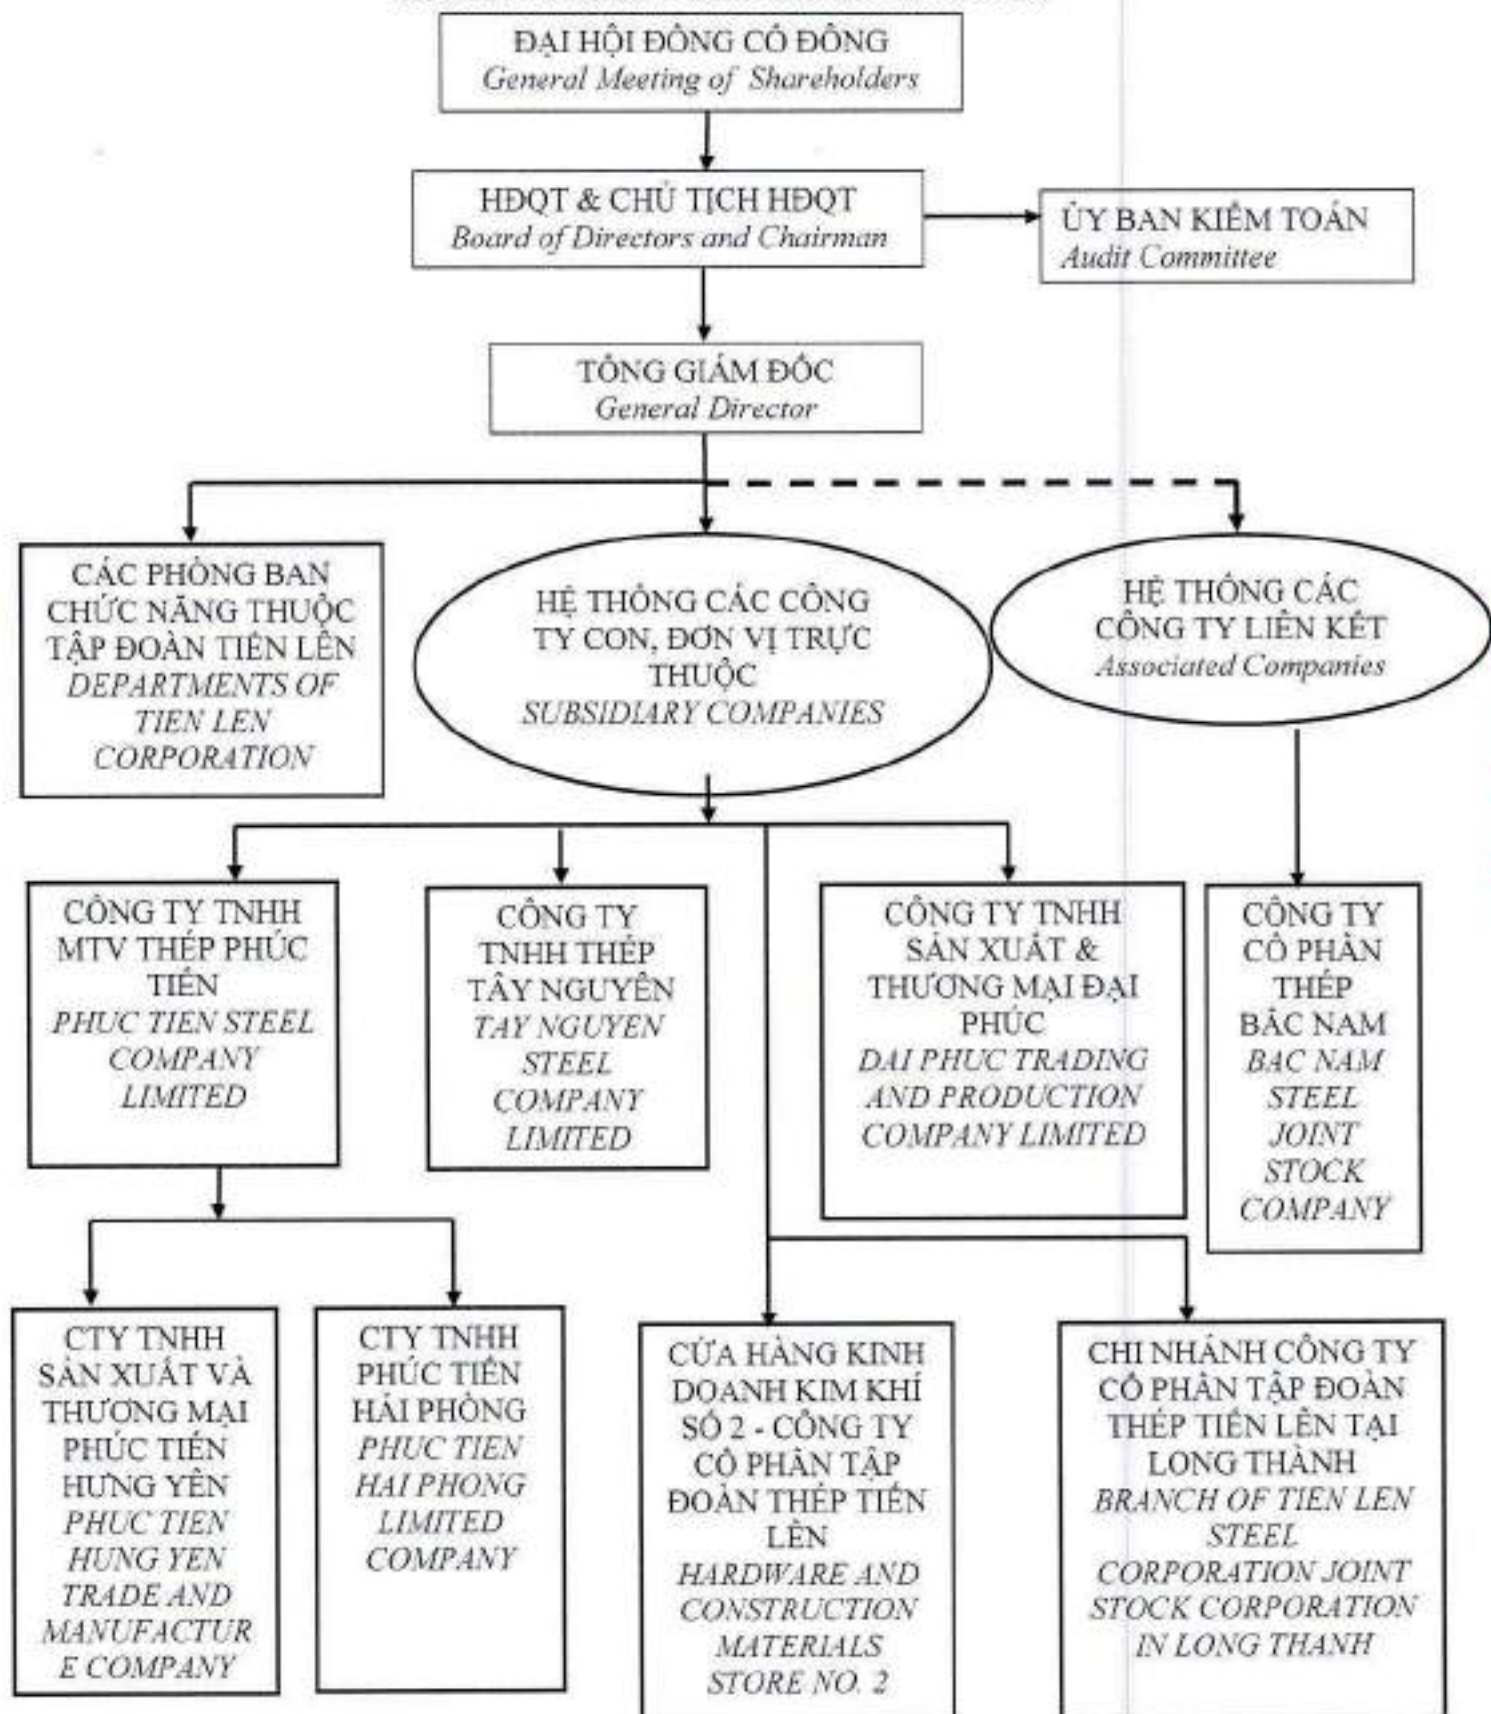 ĐẠI HỘI ĐỒNG CỔ ĐÔNG
General Meeting of Shareholders
HĐQT & CHỦ TỊCH HĐQT
Board of Directors and Chairman
ỦY BAN KIỂM TOÁN
Audit Committee
TỔNG GIÁM ĐỐC
General Director
CÁC PHÒNG BAN
CHỨC NĂNG THUỘC
TẬP ĐOÀN TIẾN LÊN
DEPARTMENTS OF
TIEN LEN
CORPORATION
HỆ THỐNG CÁC CÔNG
TY CON, ĐƠN VỊ TRỰC
THUỘC
SUBSIDIARY COMPANIES
HỆ THỐNG CÁC
CÔNG TY LIÊN KẾT
Associated Companies
CÔNG TY TNHH
MTV THÉP PHÚC
TIẾN
PHUC TIEN STEEL
COMPANY
LIMITED
CÔNG TY
TNHH THÉP
TÂY NGUYÊN
TAY NGUYEN
STEEL
COMPANY
LIMITED
CÔNG TY TNHH
SẢN XUẤT &
THƯƠNG MẠI ĐẠI
PHÚC
DAI PHUC TRADING
AND PRODUCTION
COMPANY LIMITED
CÔNG TY
CỔ PHẦN
THÉP
BẮC NAM
BAC NAM
STEEL
JOINT
STOCK
COMPANY
CTY TNHH
SẢN XUẤT VÀ
THƯƠNG MẠI
PHÚC TIẾN
HƯNG YÊN
PHUC TIEN
HUNG YEN
TRADE AND
MANUFACTUR
E COMPANY
CTY TNHH
PHÚC TIẾN
HẢI PHÒNG
PHUC TIEN
HAI PHONG
LIMITED
COMPANY
CỬA HÀNG KINH
DOANH KIM KHÍ
SỐ 2 - CÔNG TY
CỔ PHẦN TẬP
ĐOÀN THÉP TIẾN
LÊN
HARDWARE AND
CONSTRUCTION
MATERIALS
STORE NO. 2
CHI NHÁNH CÔNG TY
CỔ PHẦN TẬP ĐOÀN
THÉP TIẾN LÊN TẠI
LONG THÀNH
BRANCH OF TIEN LEN
STEEL
CORPORATION JOINT
STOCK CORPORATION
IN LONG THANH